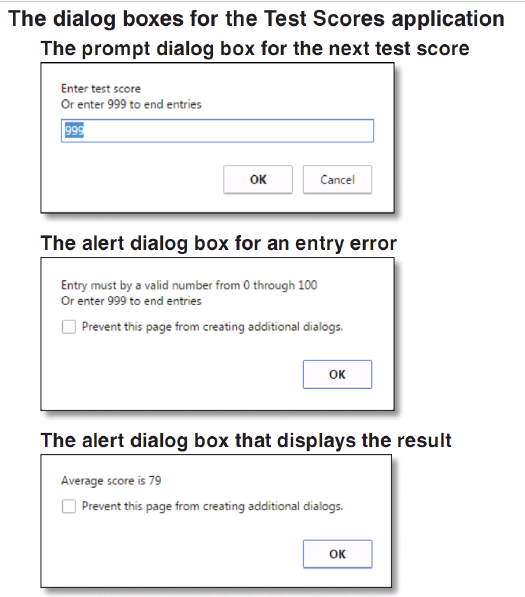 The dialog boxes for the Test Scores application
The prompt dialog box for the next test score
Enter test score
Or enter 999 to end entries
999
OK
Cancel
The alert dialog box for an entry error
Entry must by a valid number from 0 through 100
Or enter 999 to end entries
Prevent this page from creating additional dialogs.
OK
The alert dialog box that displays the result
Average score is 79
Prevent this page from creating additional dialogs.
OK